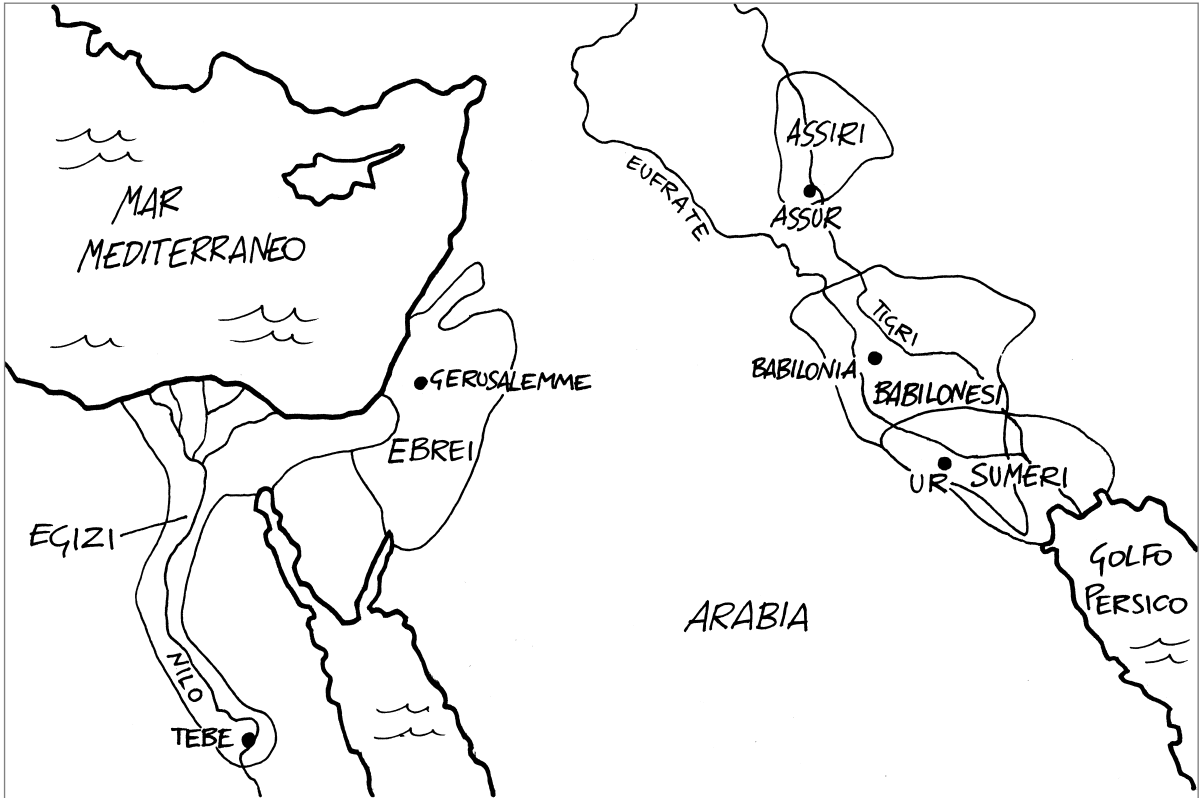 ASSIRI
EUFRATE
MAR
MEDITERRANEO
ASSUR
TIGRI
BABILONIA
GERUSALEMME
BABILONESI
EBREI
UR
SUMERI
EGIZI
GOLFO
PERSICO
ARABIA
NILO
TEBE